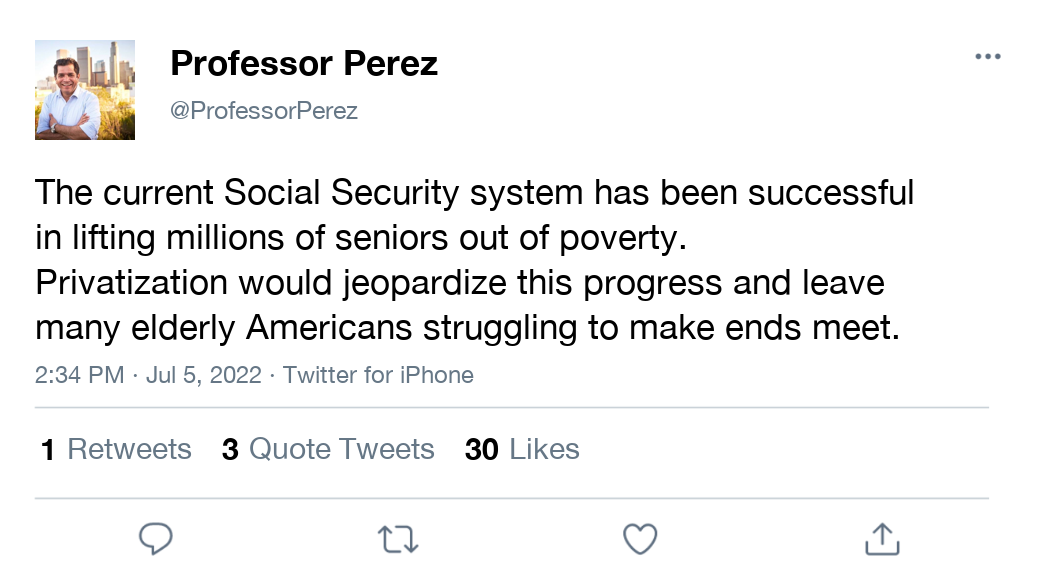 Professor Perez
@ProfessorPerez
The current Social Security system has been successful
in lifting millions of seniors out of poverty.
Privatization would jeopardize this progress and leave
many elderly Americans struggling to make ends meet.
2:34 PM · Jul 5, 2022 · Twitter for iPhone
1 Retweets 3 Quote Tweets 30 Likes